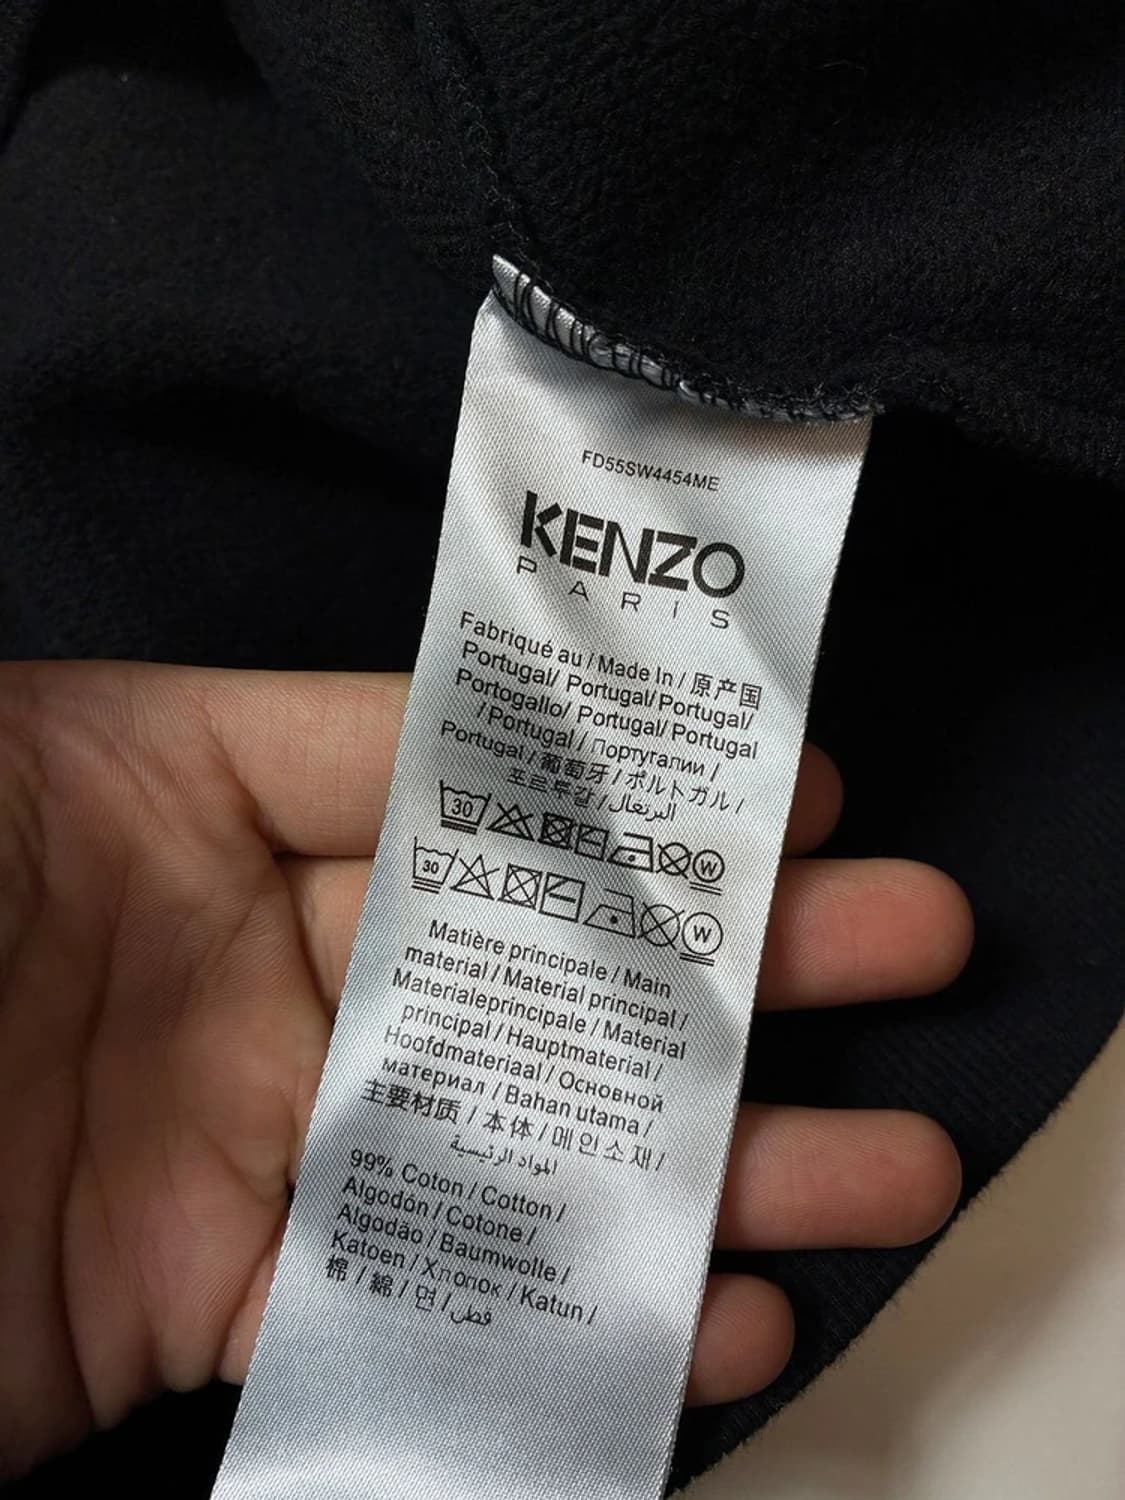 FD55SW4454ME
KENZO
PARIS
Fabriqué au / Made In / 原产国
Portugal/ Portugal/ Portugal/
Portogallo/ Portugal/ Portugal
/ Portugal / Португалии /
Portugal / 葡萄牙 / ポルトガル /
포르투갈 / البرتغال
30 W
30 W
Matière principale / Main
material / Material principal /
Materialeprincipale / Material
principal / Hauptmaterial /
Hoofdmateriaal / Основной
материал / Bahan utama /
主要材质 / 本体 / 메인소재 /
المواد الرئيسية
99% Coton / Cotton /
Algodón / Cotone /
Algodão / Baumwolle /
Katoen / Хлопок / Katun /
棉 / 綿 / 면 / قطن